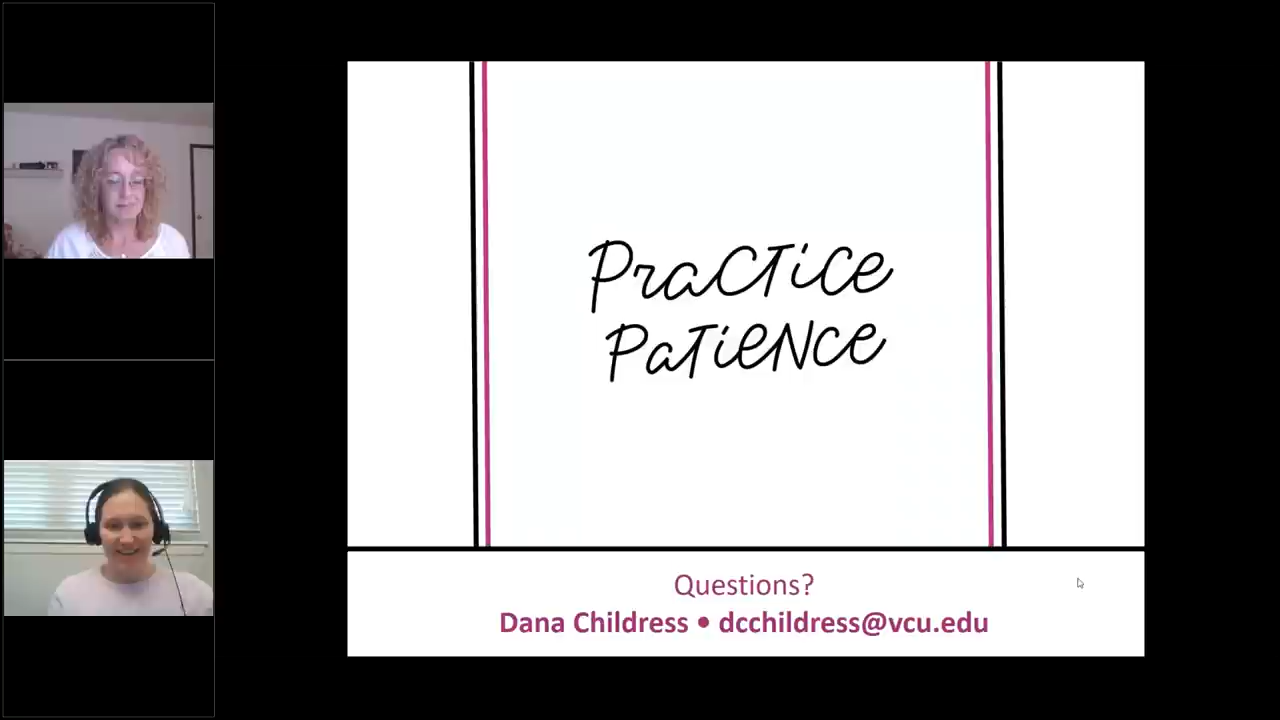 Practice
Patience
Questions?
Dana Childress • dcchildress@vcu.edu